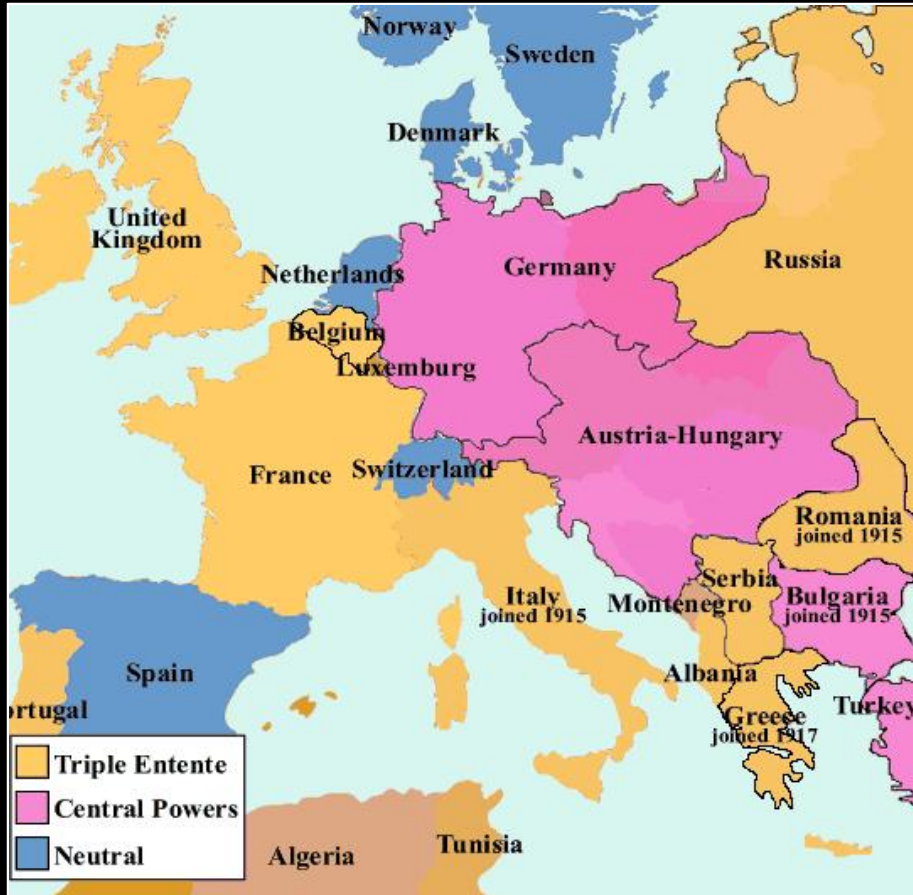 Norway
Sweden
Denmark
United
Kingdom
Netherlands
Germany
Russia
Belgium
Luxemburg
Austria-Hungary
France
Switzerland
Romania
joined 1915
Serbia
Italy
joined 1915
Montenegro
Bulgaria
joined 1915
Spain
Albania
ortugal
Turkey
Greece
joined 1917
Triple Entente
Central Powers
Neutral
Algeria
Tunisia